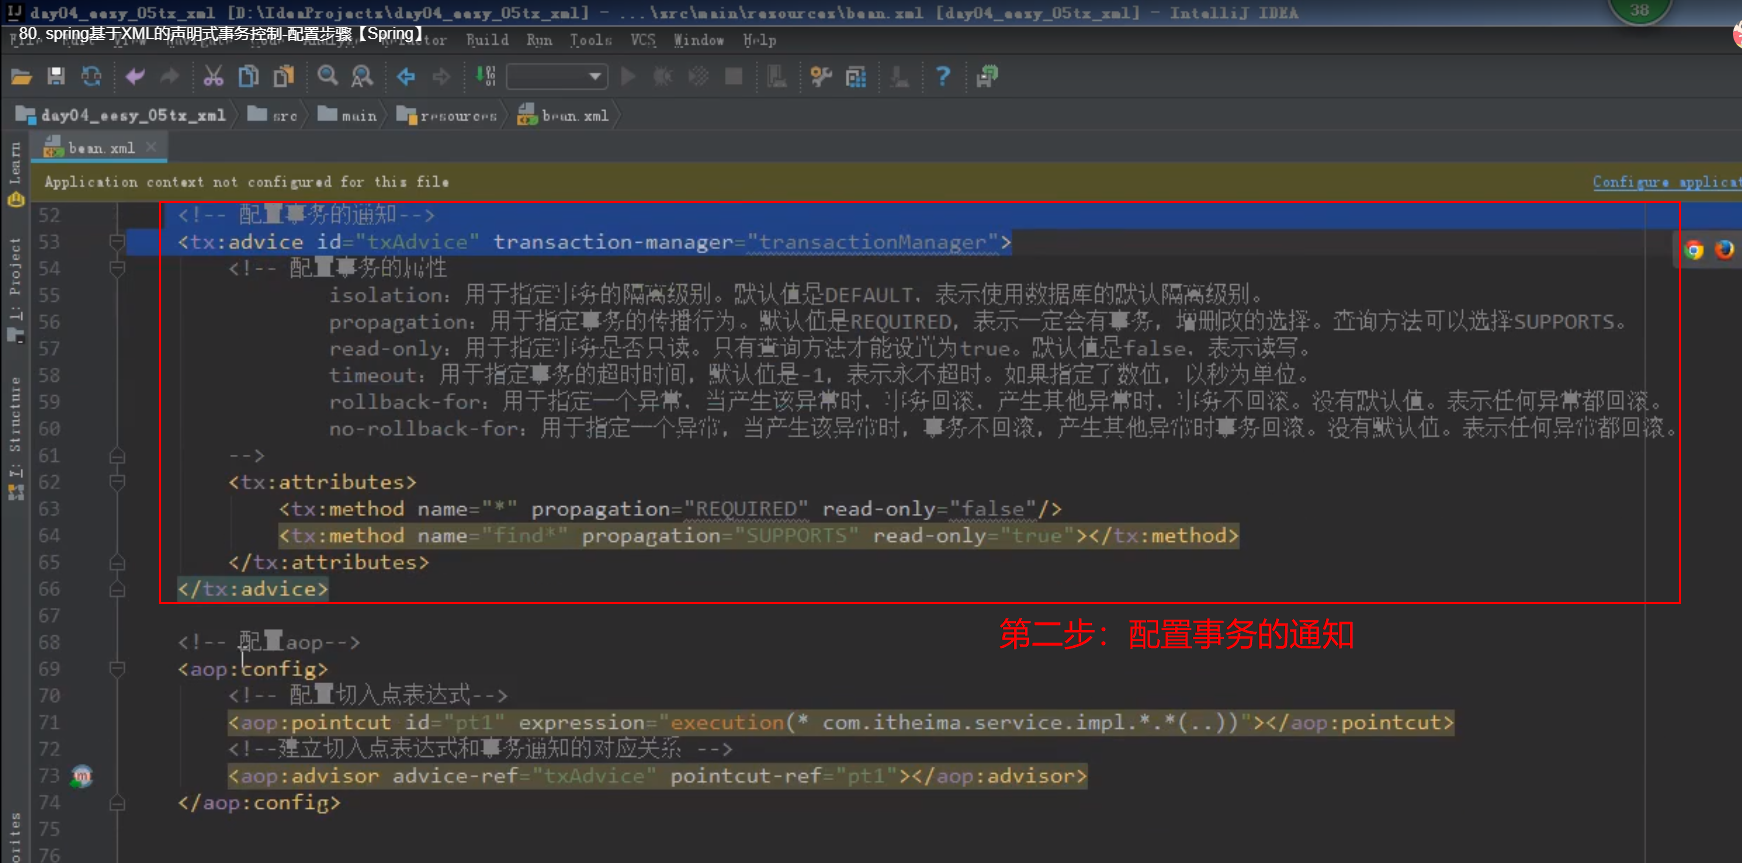 day04_eesy_05tx_xml [D:\IdeaProjects\day04_eesy_05tx_xml] - ...\src\main\resources\bean.xml [day04_eesy_05tx_xml] - IntelliJ IDEA
38
80. spring基于XML的声明式事务控制-配置步骤【Spring】
Build Run Tools VCS Window Help
day04_eesy_05tx_xml src main resources bean.xml
bean.xml
Learn
Application context not configured for this file
Configure applicat
1: Project
7: Structure
orites
52 <!-- 配置事务的通知-->
53 <tx:advice id="txAdvice" transaction-manager="transactionManager">
54 <!-- 配置事务的属性
55 isolation：用于指定事务的隔离级别。默认值是DEFAULT，表示使用数据库的默认隔离级别。
56 propagation：用于指定事务的传播行为。默认值是REQUIRED，表示一定会有事务，增删改的选择。查询方法可以选择SUPPORTS。
57 read-only：用于指定事务是否只读。只有查询方法才能设置为true。默认值是false，表示读写。
58 timeout：用于指定事务的超时时间，默认值是-1，表示永不超时。如果指定了数值，以秒为单位。
59 rollback-for：用于指定一个异常，当产生该异常时，事务回滚，产生其他异常时，事务不回滚。没有默认值。表示任何异常都回滚。
60 no-rollback-for：用于指定一个异常，当产生该异常时，事务不回滚，产生其他异常时事务回滚。没有默认值。表示任何异常都回滚。
61 -->
62 <tx:attributes>
63 <tx:method name="*" propagation="REQUIRED" read-only="false"/>
64 <tx:method name="find*" propagation="SUPPORTS" read-only="true"></tx:method>
65 </tx:attributes>
66 </tx:advice>
67
第二步：配置事务的通知
68 <!-- 配置aop-->
69 <aop:config>
70 <!-- 配置切入点表达式-->
71 <aop:pointcut id="pt1" expression="execution(* com.itheima.service.impl.*.*(..))"></aop:pointcut>
72 <!--建立切入点表达式和事务通知的对应关系 -->
73 <aop:advisor advice-ref="txAdvice" pointcut-ref="pt1"></aop:advisor>
74 </aop:config>
75
76